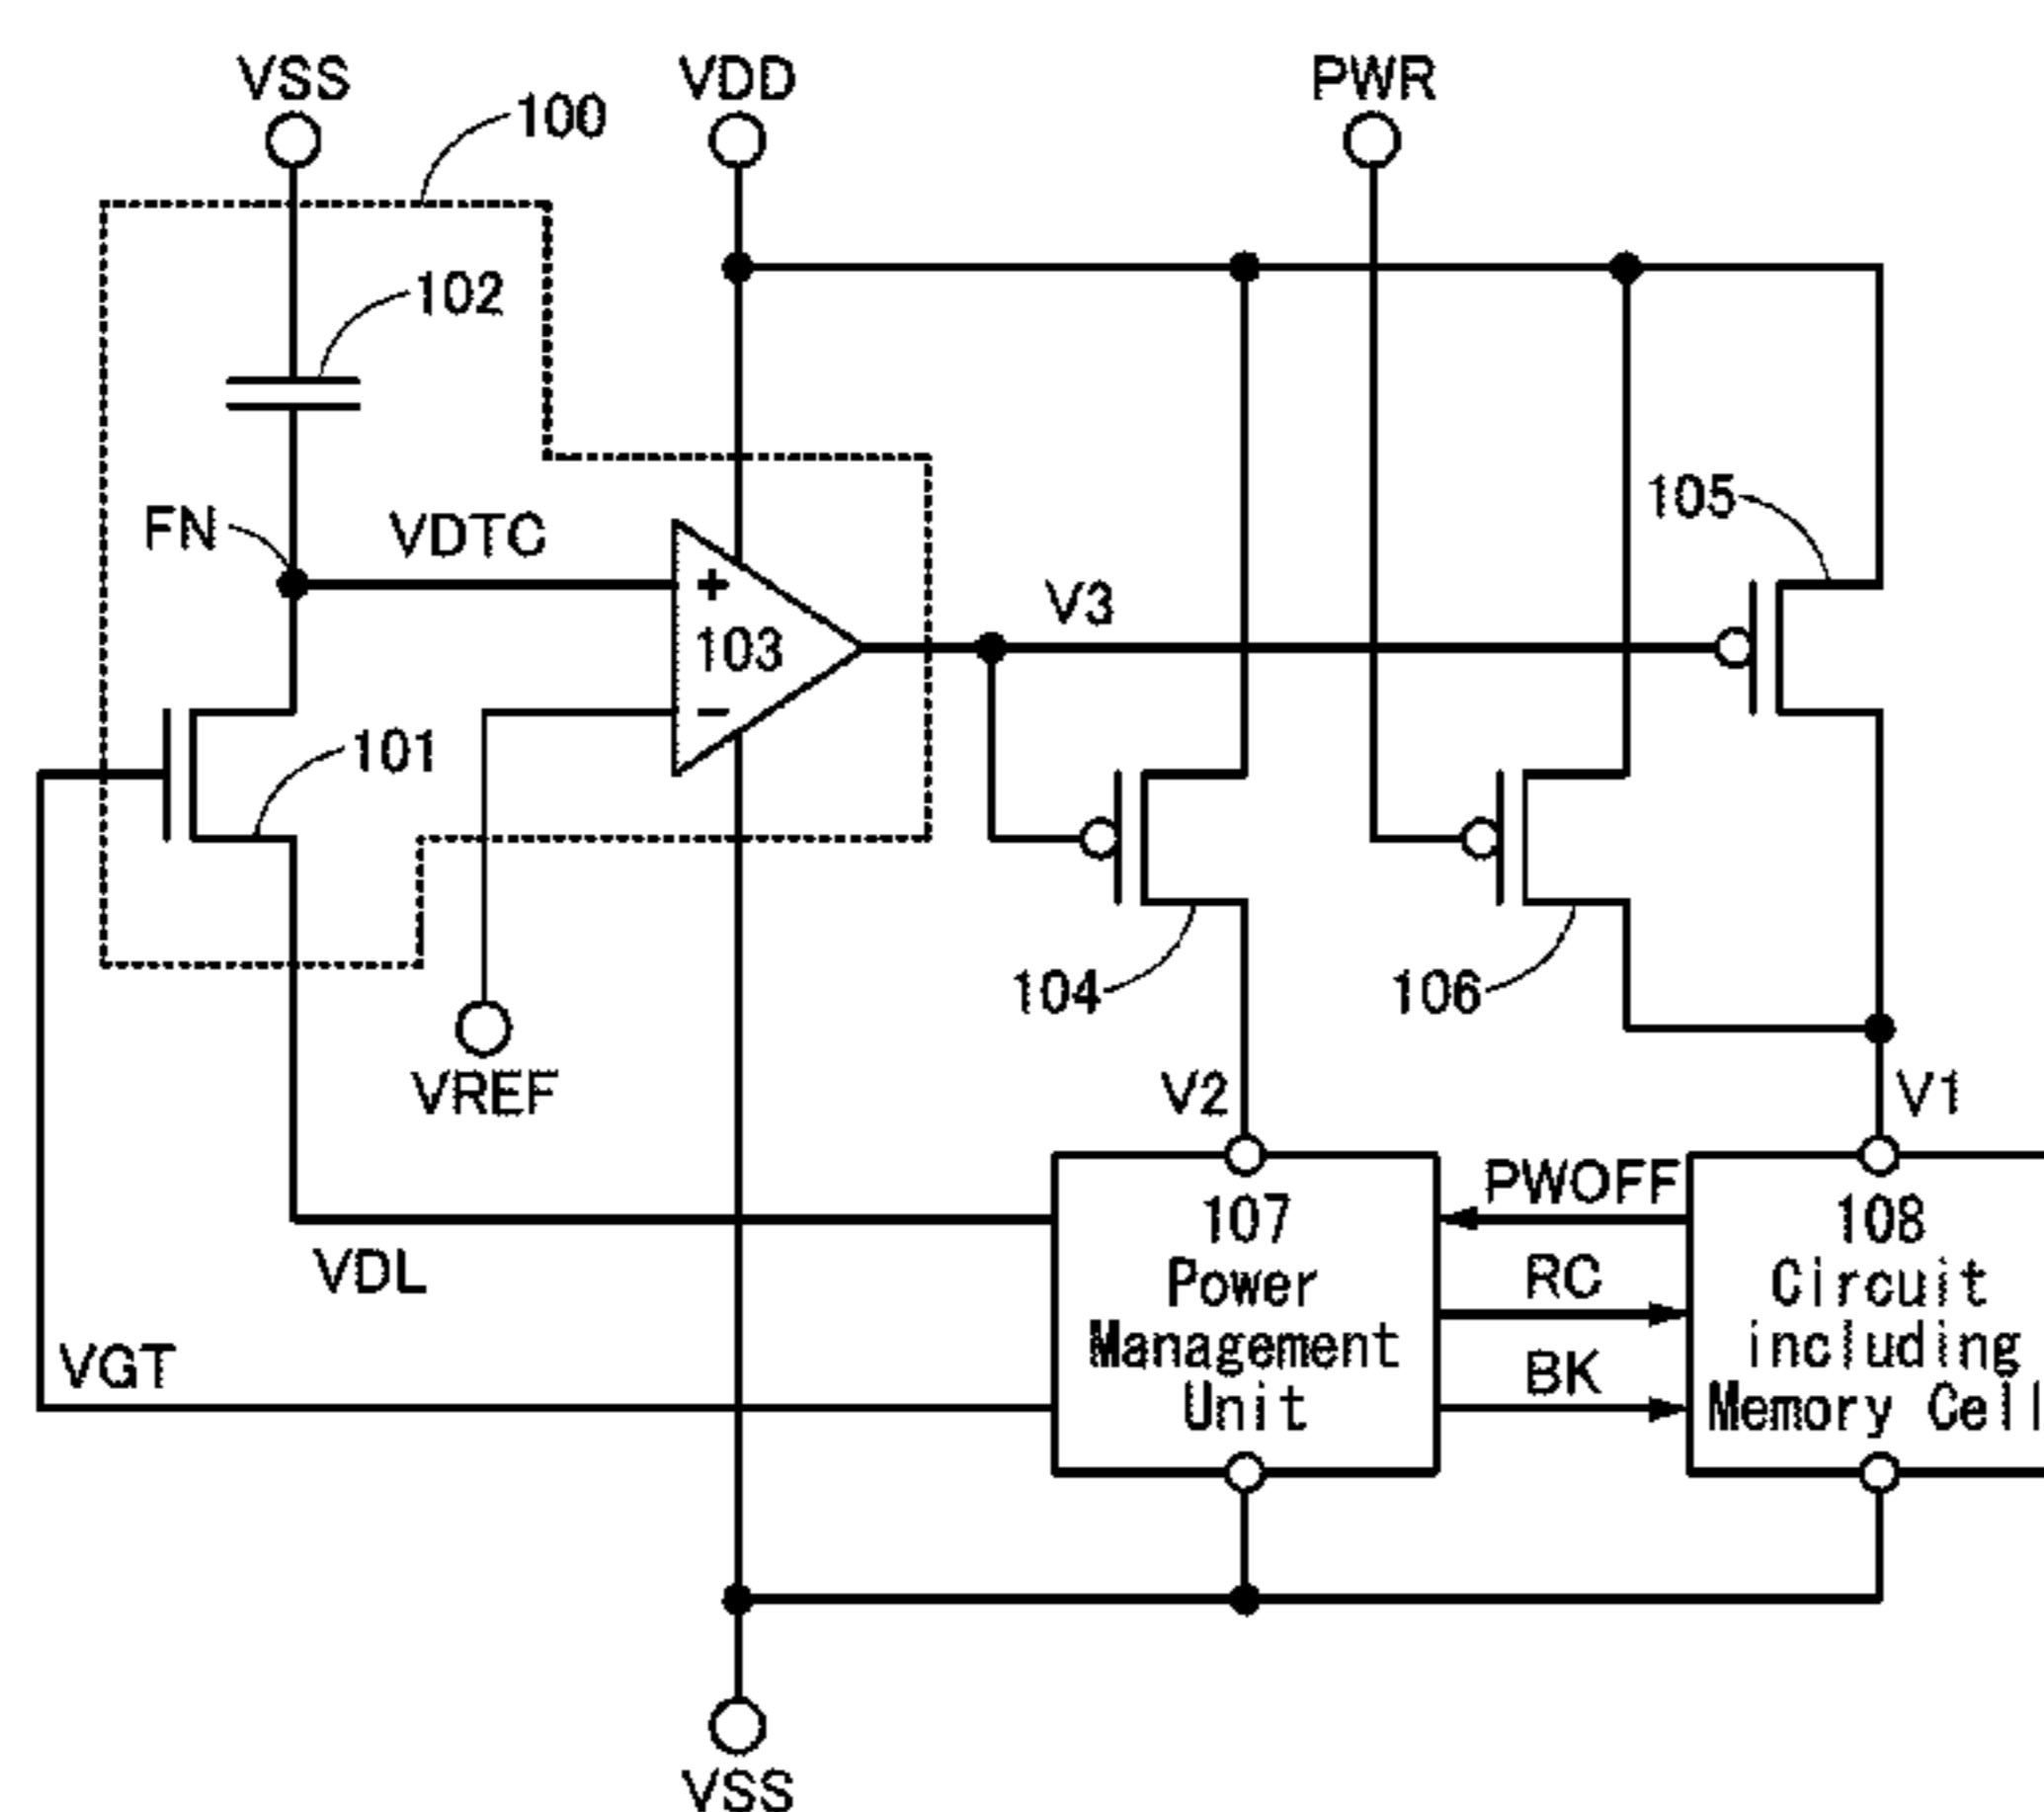 VSS
VDD
PWR
100
102
105
FN
VDTC
V3
+
103
−
101
104
106
VREF
V2
V1
PWOFF
107
108
VDL
Power
RC
Circuit
Management
including
VGT
BK
Unit
Memory Cell
VSS